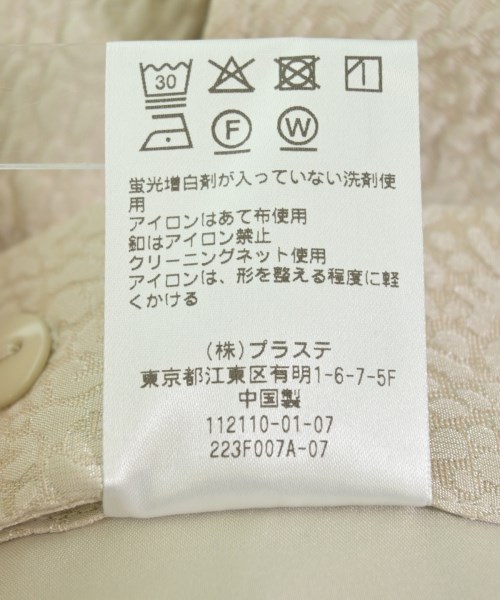 30
F W
蛍光増白剤が入っていない洗剤使
用
アイロンはあて布使用
釦はアイロン禁止
クリーニングネット使用
アイロンは、形を整える程度に軽
くかける
(株)プラステ
東京都江東区有明1-6-7-5F
中国製
112110-01-07
223F007A-07